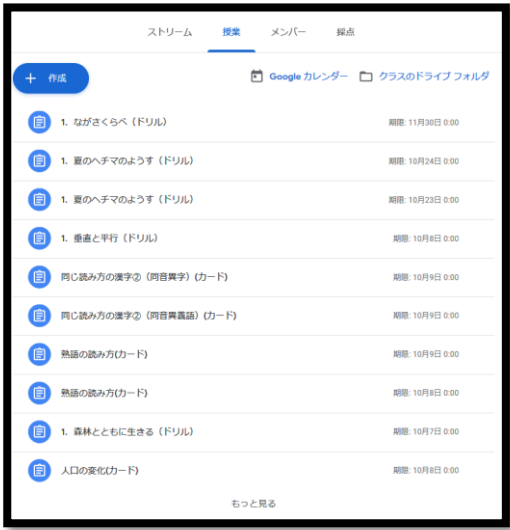 ストリーム 授業 メンバー 採点
+ 作成 Google カレンダー クラスのドライブ フォルダ
1. ながさくらべ（ドリル） 期限: 11月30日 0:00
1. 夏のヘチマのようす（ドリル） 期限: 10月24日 0:00
1. 夏のヘチマのようす（ドリル） 期限: 10月23日 0:00
1. 垂直と平行（ドリル） 期限: 10月8日 0:00
同じ読み方の漢字②（同音異字）(カード) 期限: 10月9日 0:00
同じ読み方の漢字②（同音異義語）(カード) 期限: 10月9日 0:00
熟語の読み方(カード) 期限: 10月9日 0:00
熟語の読み方(カード) 期限: 10月8日 0:00
1. 森林とともに生きる（ドリル） 期限: 10月7日 0:00
人口の変化(カード) 期限: 10月8日 0:00
もっと見る